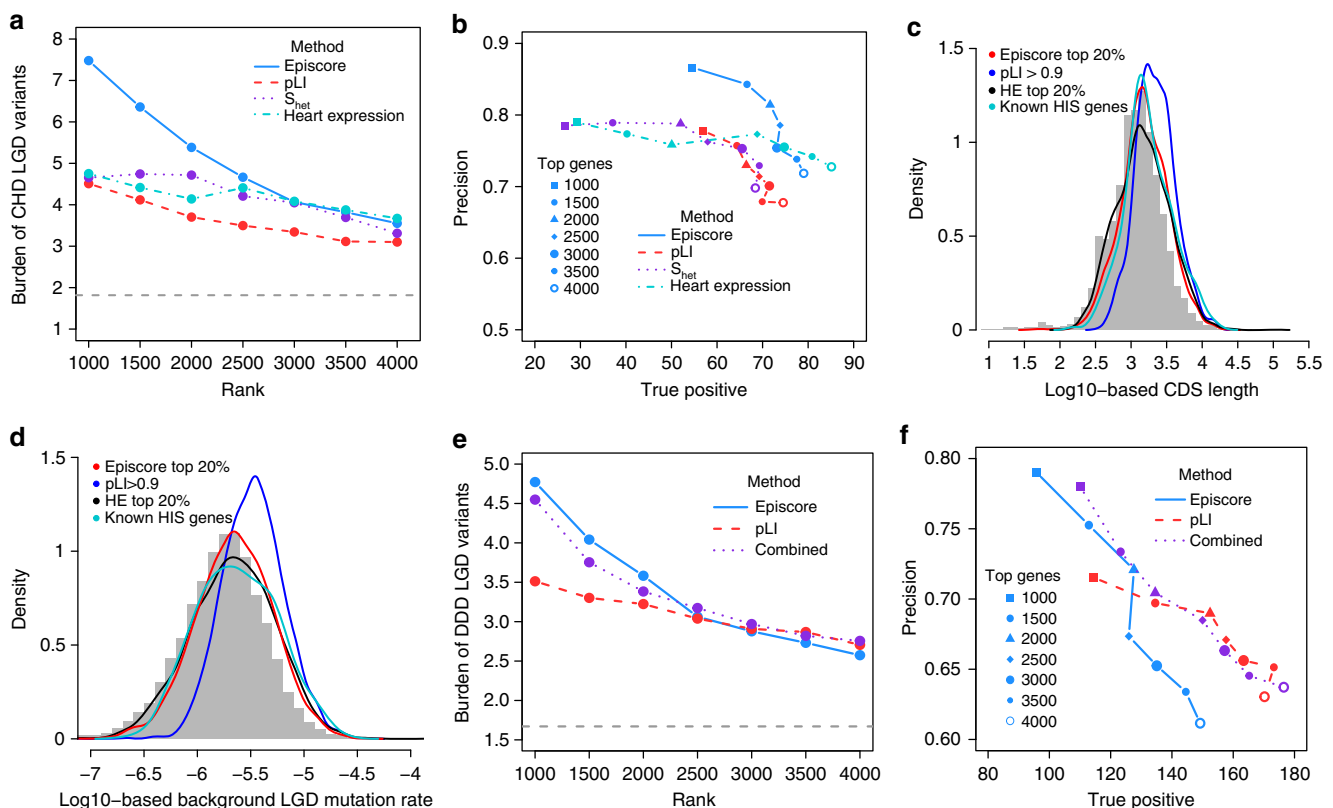 a
8
7
6
5
4
3
2
1
Burden of CHD LGD variants
Method
Episcore
pLI
S_het
Heart expression
1000 1500 2000 2500 3000 3500 4000
Rank
b
0.9
0.8
0.7
0.6
0.5
Precision
Top genes
1000
1500
2000
2500
3000
3500
4000
Method
Episcore
pLI
S_het
Heart expression
20 30 40 50 60 70 80 90
True positive
c
1.5
1
0.5
0
Density
Episcore top 20%
pLI > 0.9
HE top 20%
Known HIS genes
1 1.5 2 2.5 3 3.5 4 4.5 5 5.5
Log10−based CDS length
d
1.5
1
0.5
0
Density
Episcore top 20%
pLI>0.9
HE top 20%
Known HIS genes
−7 −6.5 −6 −5.5 −5 −4.5 −4
Log10−based background LGD mutation rate
e
5.0
4.5
4.0
3.5
3.0
2.5
2.0
1.5
Burden of DDD LGD variants
Method
Episcore
pLI
Combined
1000 1500 2000 2500 3000 3500 4000
Rank
f
0.80
0.75
0.70
0.65
0.60
Precision
Method
Episcore
pLI
Combined
Top genes
1000
1500
2000
2500
3000
3500
4000
80 100 120 140 160 180
True positive